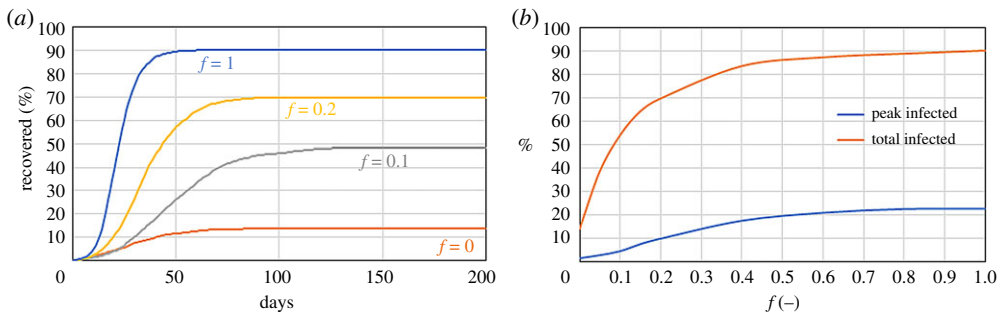 (a)
100
90
80
70
60
50
40
30
20
10
0
recovered (%)
f = 1
f = 0.2
f = 0.1
f = 0
50
100
150
200
days
(b)
100
90
80
70
60
50
40
30
20
10
0
%
peak infected
total infected
0.1 0.2 0.3 0.4 0.5 0.6 0.7 0.8 0.9 1.0
f (–)